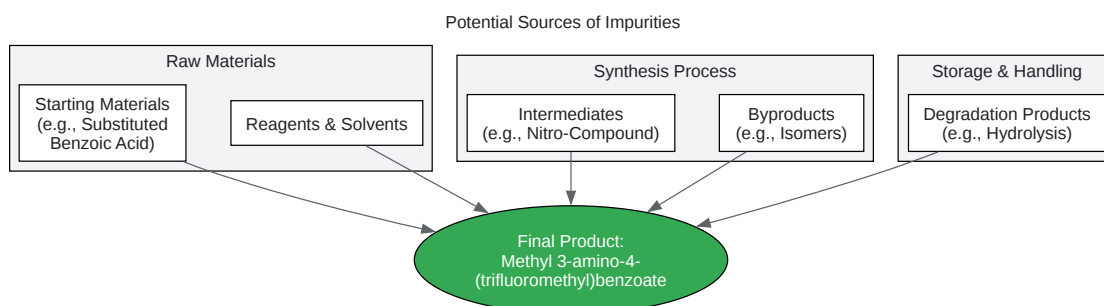 Potential Sources of Impurities
Raw Materials
Starting Materials
(e.g., Substituted
Benzoic Acid)
Reagents & Solvents
Synthesis Process
Intermediates
(e.g., Nitro-Compound)
Byproducts
(e.g., Isomers)
Storage & Handling
Degradation Products
(e.g., Hydrolysis)
Final Product:
Methyl 3-amino-4-
(trifluoromethyl)benzoate